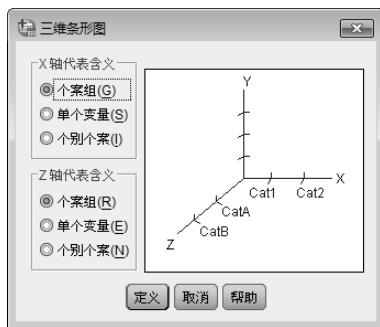 三维条形图
X 轴代表含义
个案组(G)
单个变量(S)
个别个案(I)
Z 轴代表含义
个案组(R)
单个变量(E)
个别个案(N)
Y
X
Cat1
Cat2
CatA
CatB
Z
定义
取消
帮助